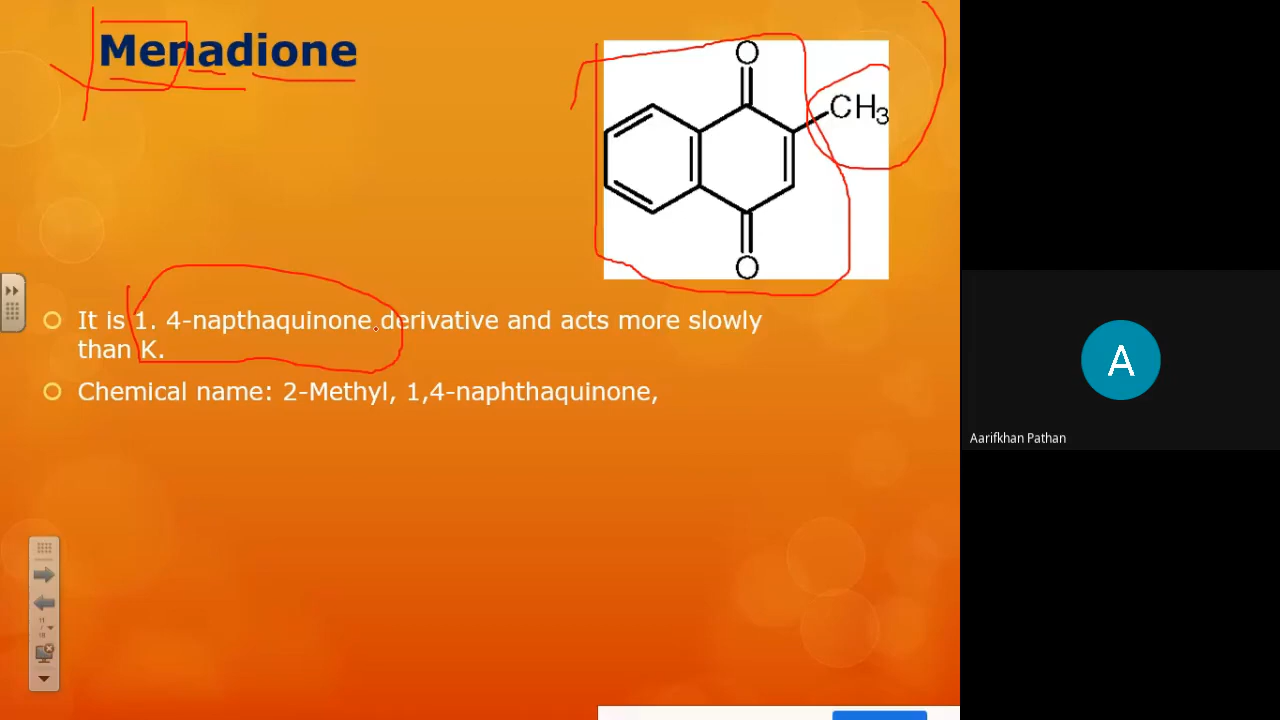 Menadione
O
CH3
O
It is 1. 4-napthaquinone derivative and acts more slowly
than K.
Chemical name: 2-Methyl, 1,4-naphthaquinone,
A
Aarifkhan Pathan